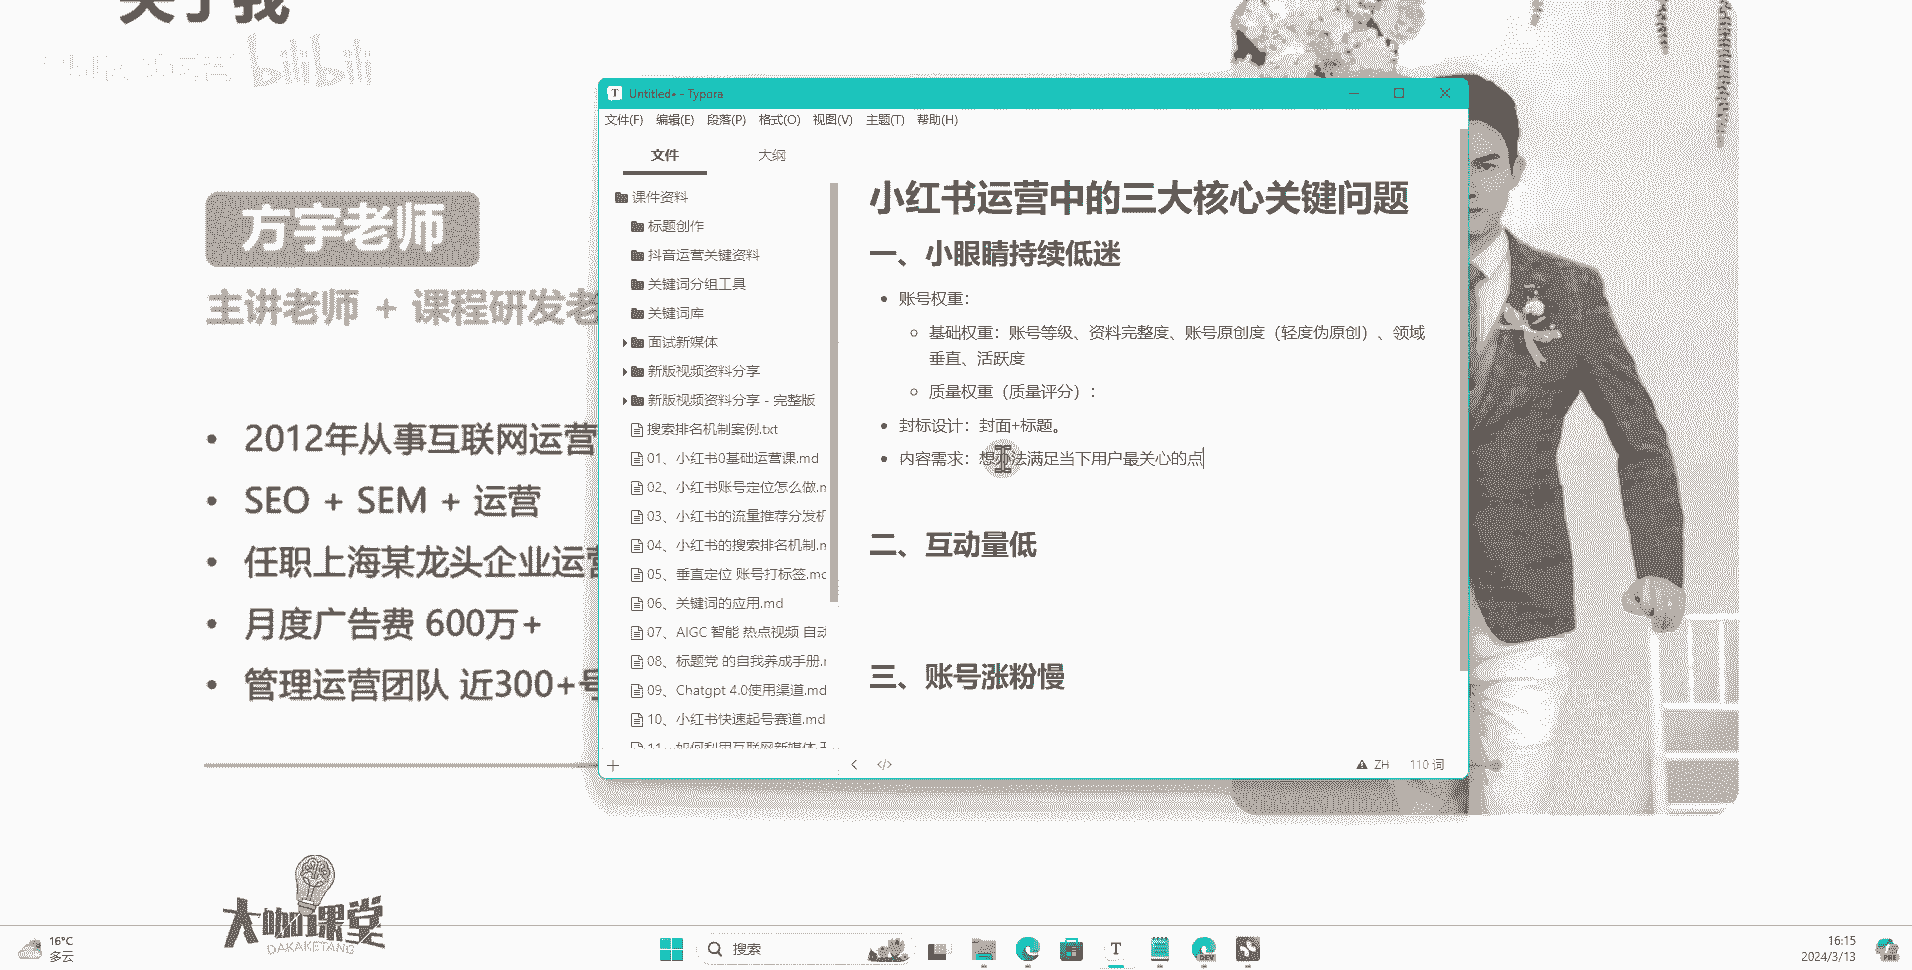 关于我
bilibili
方宇老师
主讲老师 + 课程研发老
2012年从事互联网运营
SEO + SEM + 运营
任职上海某龙头企业运营
月度广告费 600万+
管理运营团队 近300+号
Untitled• - Typora
文件(F) 编辑(E) 段落(P) 格式(O) 视图(V) 主题(T) 帮助(H)
文件 大纲
课件资料
标题创作
抖音运营关键资料
关键词分组工具
关键词库
面试新媒体
新版视频资料分享
新版视频资料分享 - 完整版
搜索排名机制案例.txt
01、小红书0基础运营课.md
02、小红书账号定位怎么做.m
03、小红书的流量推荐分发机
04、小红书的搜索排名机制.m
05、垂直定位 账号打标签.md
06、关键词的应用.md
07、AIGC 智能 热点视频 自动
08、标题党 的自我养成手册.m
09、Chatgpt 4.0使用渠道.md
10、小红书快速起号赛道.md
11、如何利用互联网新媒体
小红书运营中的三大核心关键问题
一、小眼睛持续低迷
账号权重：
基础权重：账号等级、资料完整度、账号原创度（轻度伪原创）、领域
垂直、活跃度
质量权重（质量评分）：
封标设计：封面+标题。
内容需求：想办法满足当下用户最关心的点
二、互动量低
三、账号涨粉慢
ZH 110 词
大咖课堂
DAKAKETANG
16°C
多云
搜索
T
DEV
16:15
2024/3/13
PRE